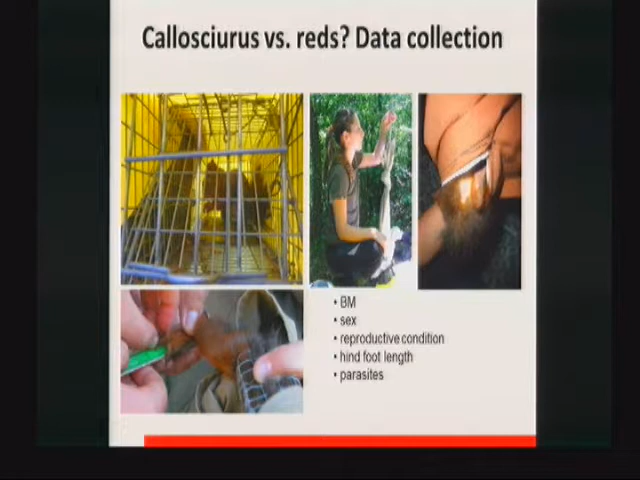 Callosciurus vs. reds? Data collection
• BM
• sex
• reproductive condition
• hind foot length
• parasites